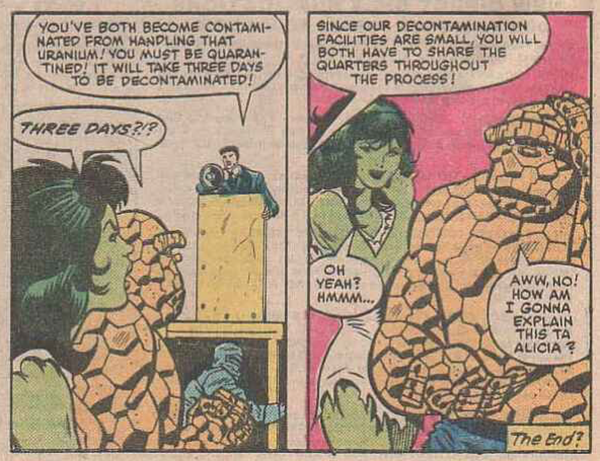 YOU'VE BOTH BECOME CONTAMI-
NATED FROM HANDLING THAT
URANIUM! YOU MUST BE QUARAN-
TINED! IT WILL TAKE THREE DAYS
TO BE DECONTAMINATED!
THREE DAYS?!?
SINCE OUR DECONTAMINATION
FACILITIES ARE SMALL, YOU WILL
BOTH HAVE TO SHARE THE
QUARTERS THROUGHOUT
THE PROCESS!
OH
YEAH?
HMMM...
AWW, NO!
HOW AM
I GONNA
EXPLAIN
THIS TA
ALICIA?
The End?